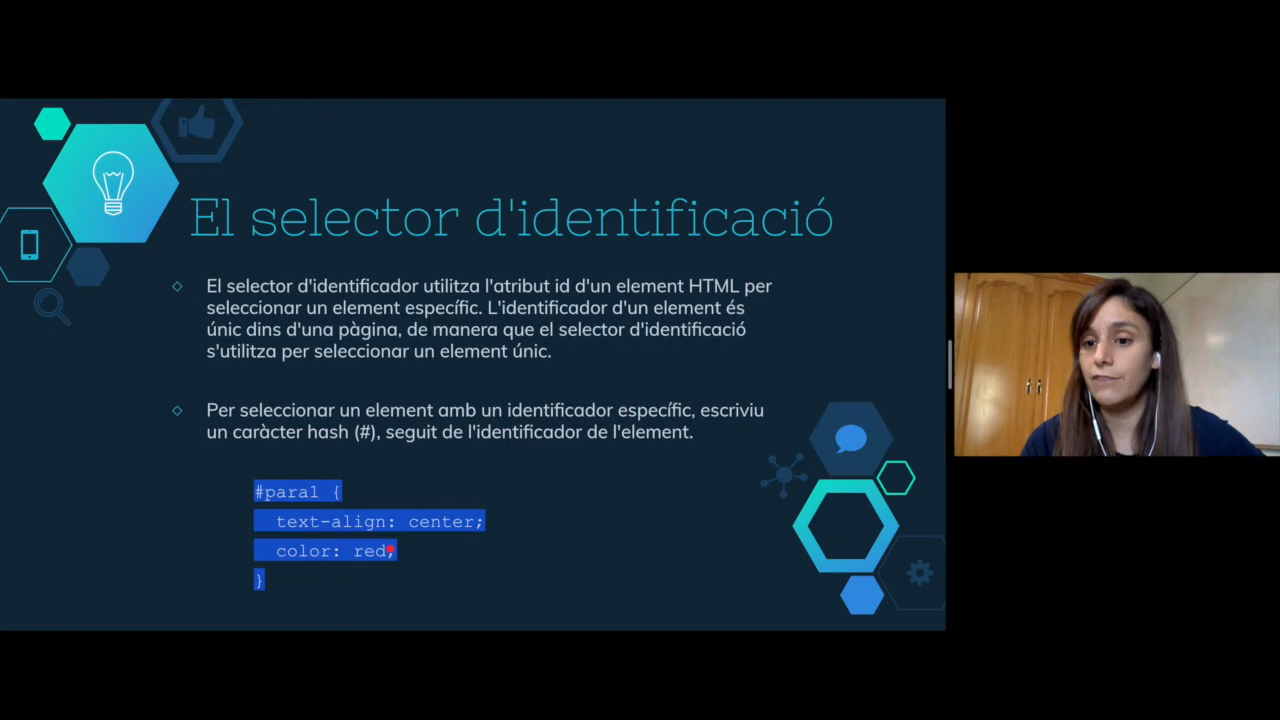 El selector d'identificació
El selector d'identificador utilitza l'atribut id d'un element HTML per
seleccionar un element específic. L'identificador d'un element és
únic dins d'una pàgina, de manera que el selector d'identificació
s'utilitza per seleccionar un element únic.
Per seleccionar un element amb un identificador específic, escriviu
un caràcter hash (#), seguit de l'identificador de l'element.
#para1 {
text-align: center;
color: red;
}